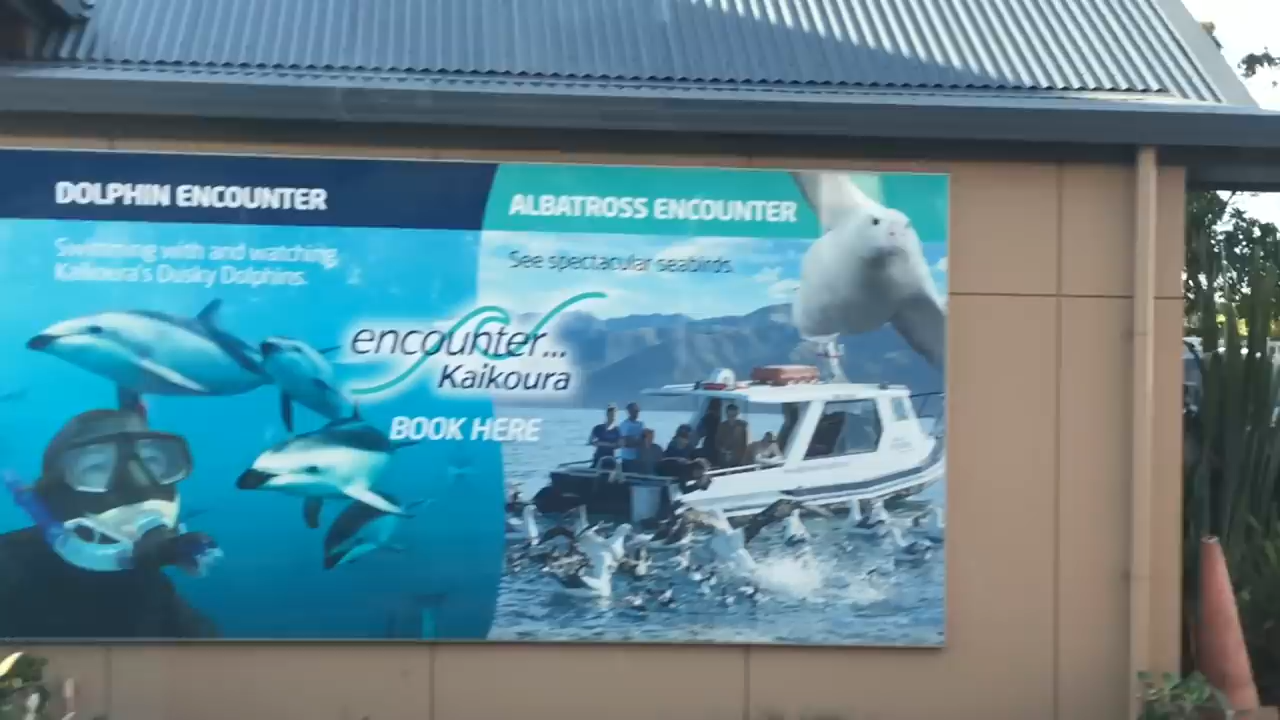 DOLPHIN ENCOUNTER
Swimming with and watching
Kaikoura's Dusky Dolphins.
ALBATROSS ENCOUNTER
See spectacular seabirds.
encounter...
Kaikoura
BOOK HERE